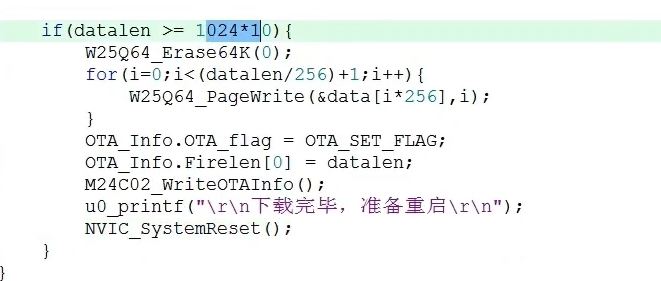 if(datalen >= 1024*10){
W25Q64_Erase64K(0);
for(i=0;i<(datalen/256)+1;i++){
W25Q64_PageWrite(&data[i*256],i);
}
OTA_Info.OTA_flag = OTA_SET_FLAG;
OTA_Info.Firelen[0] = datalen;
M24C02_WriteOTAInfo();
u0_printf("\r\n下载完毕，准备重启\r\n");
NVIC_SystemReset();
}
}